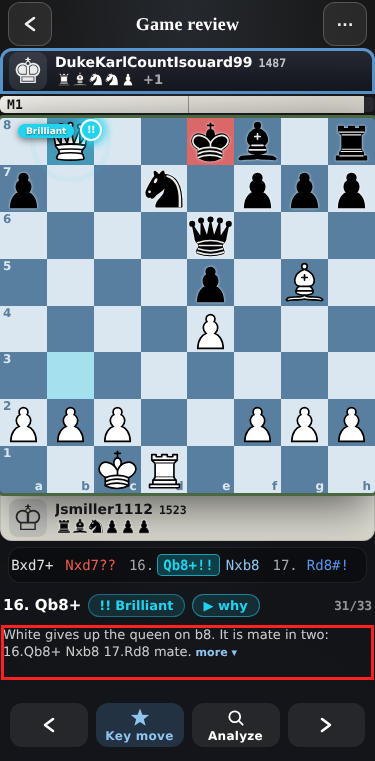 Game review
...
DukeKarlCountIsouard99 1487
+1
M1
Brilliant !!
8
7
6
5
4
3
2
1
a b c d e f g h
Jsmiller1112 1523
Bxd7+ Nxd7?? 16. Qb8+!! Nxb8 17. Rd8#!
16. Qb8+ !! Brilliant ▶ why 31/33
White gives up the queen on b8. It is mate in two:
16.Qb8+ Nxb8 17.Rd8 mate. more ▾
Key move Analyze